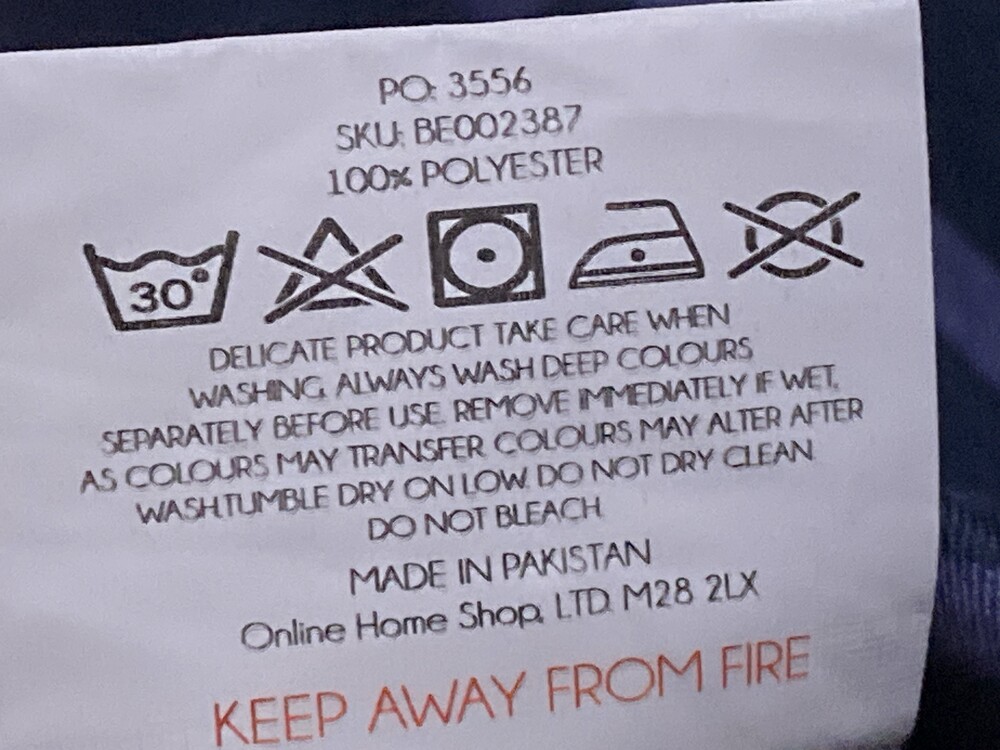 PO: 3556
SKU: BE002387
100% POLYESTER
30°
DELICATE PRODUCT TAKE CARE WHEN
WASHING, ALWAYS WASH DEEP COLOURS
SEPARATELY BEFORE USE. REMOVE IMMEDIATELY IF WET,
AS COLOURS MAY TRANSFER COLOURS MAY ALTER AFTER
WASH.TUMBLE DRY ON LOW. DO NOT DRY CLEAN
DO NOT BLEACH.
MADE IN PAKISTAN
Online Home Shop, LTD. M28 2LX
KEEP AWAY FROM FIRE